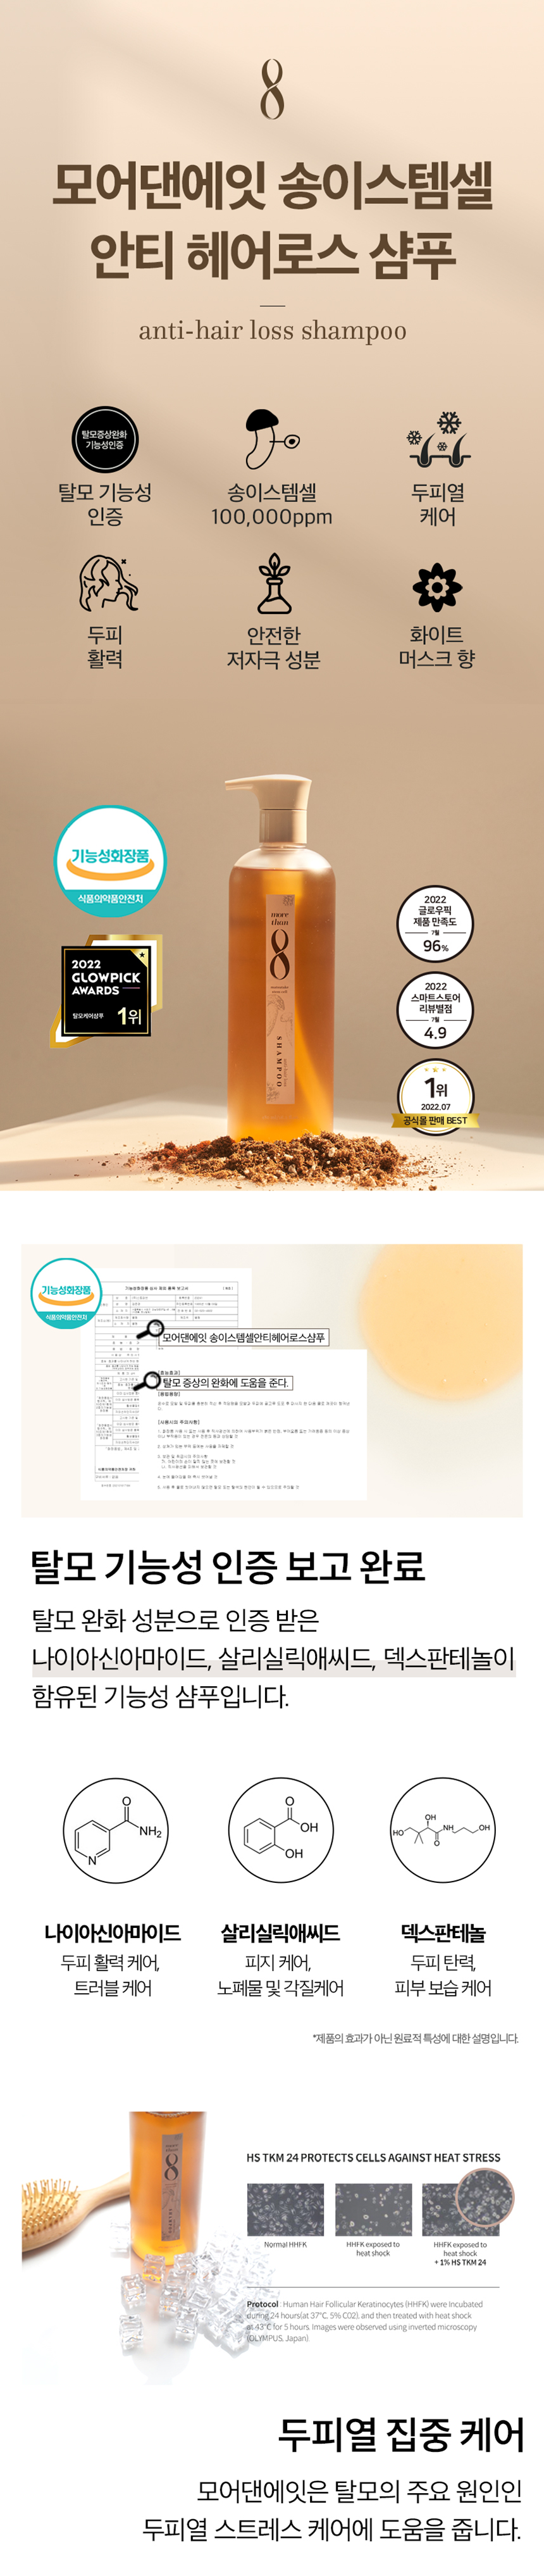 8
모어댄에잇 송이스템셀
안티 헤어로스 샴푸
anti-hair loss shampoo
탈모증상완화
기능성인증
탈모 기능성
인증
송이스템셀
100,000ppm
두피열
케어
두피
활력
안전한
저자극 성분
화이트
머스크 향
기능성화장품
식품의약품안전처
2022
GLOWPICK
AWARDS
탈모케어샴푸 1위
more
than
8
SHAMPOO
2022
글로우픽
제품 만족도
7월
96%
2022
스마트스토어
리뷰별점
7월
4.9
1위
2022.07
공식몰 판매 BEST
기능성화장품
식품의약품안전처
모어댄에잇 송이스템셀안티헤어로스샴푸
탈모 증상의 완화에 도움을 준다.
[사용시의 주의사항]
탈모 기능성 인증 보고 완료
탈모 완화 성분으로 인증 받은
나이아신아마이드, 살리실릭애씨드, 덱스판테놀이
함유된 기능성 샴푸입니다.
O
NH2
N
O
OH
OH
OH
HO
NH
OH
O
나이아신아마이드
두피 활력 케어,
트러블 케어
살리실릭애씨드
피지 케어,
노폐물 및 각질케어
덱스판테놀
두피 탄력,
피부 보습 케어
*제품의 효과가 아닌 원료적 특성에 대한 설명입니다.
8
HS TKM 24 PROTECTS CELLS AGAINST HEAT STRESS
Normal HHFK
HHFK exposed to
heat shock
HHFK exposed to
heat shock
+ 1% HS TKM 24
Protocol : Human Hair Follicular Keratinocytes (HHFK) were Incubated
during 24 hours(at 37°C, 5% CO2), and then treated with heat shock
at 43°C for 5 hours. Images were observed using inverted microscopy
(OLYMPUS, Japan).
두피열 집중 케어
모어댄에잇은 탈모의 주요 원인인
두피열 스트레스 케어에 도움을 줍니다.